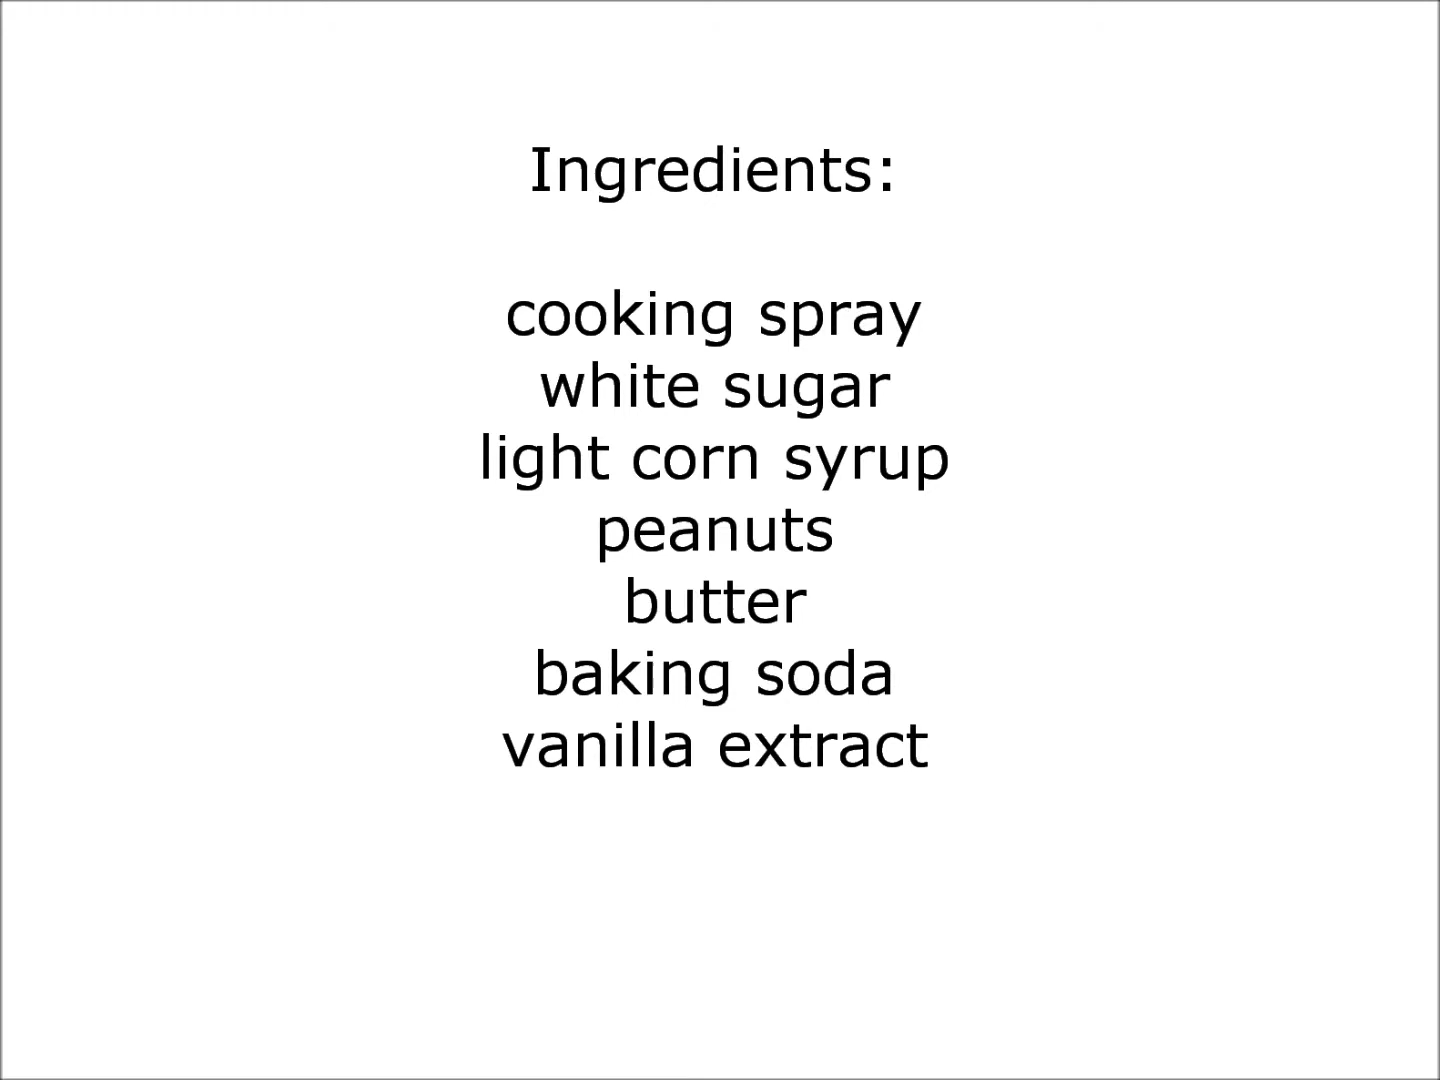 Ingredients:
cooking spray
white sugar
light corn syrup
peanuts
butter
baking soda
vanilla extract